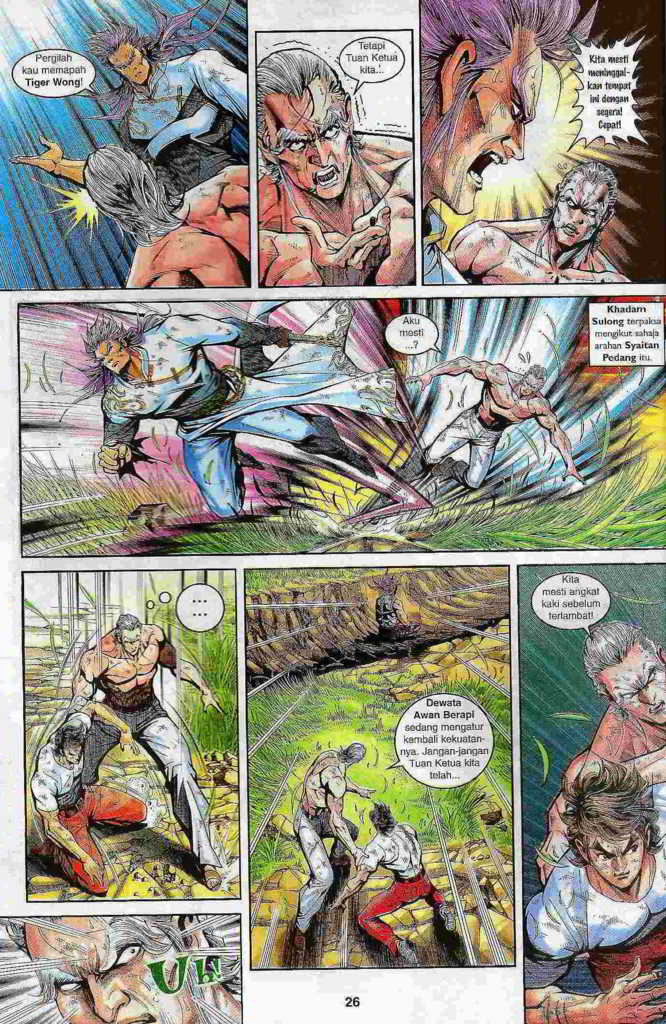 Pergilah
kau memapah
Tiger Wong!
Tetapi
Tuan Ketua
kita...
Kita mesti
meninggal-
kan tempat
ini dengan
segera!
Cepat!
Aku
mesti
...?
Khadam
Sulong terpaksa
mengikut sahaja
arahan Syaitan
Pedang itu.
...
...
Dewata
Awan Berapi
sedang mengatur
kembali kekuatan-
nya. Jangan-jangan
Tuan Ketua
telah...
Kita
mesti angkat
kaki sebelum
terlambat!
Uh!
26